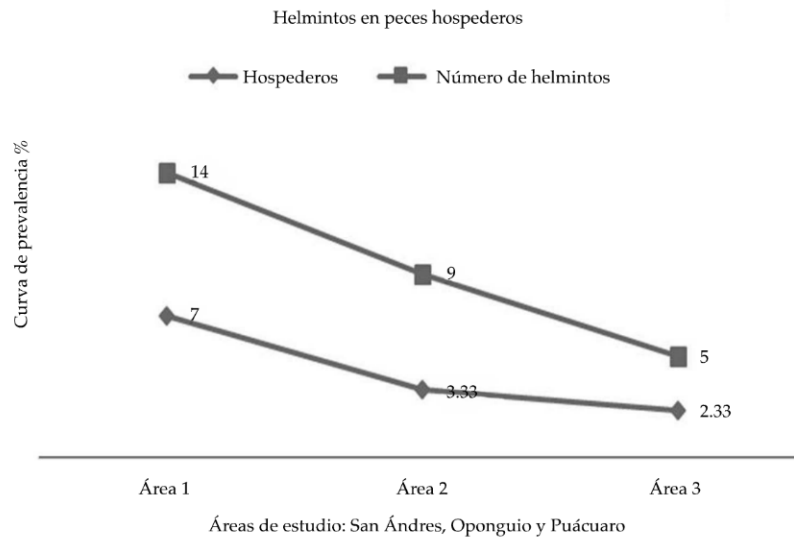 Helmintos en peces hospederos
Hospederos Número de helmintos
Curva de prevalencia %
14
9
7
5
3.33
2.33
Área 1 Área 2 Área 3
Áreas de estudio: San Ándres, Oponguio y Puácuaro